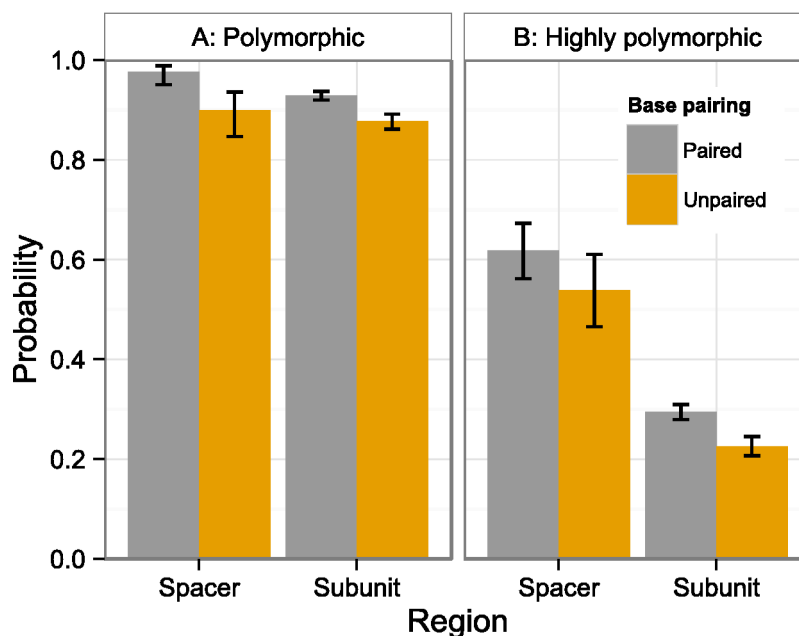 A: Polymorphic
B: Highly polymorphic
1.0
0.8
0.6
0.4
0.2
0.0
Probability
Base pairing
Paired
Unpaired
Spacer
Subunit
Spacer
Subunit
Region